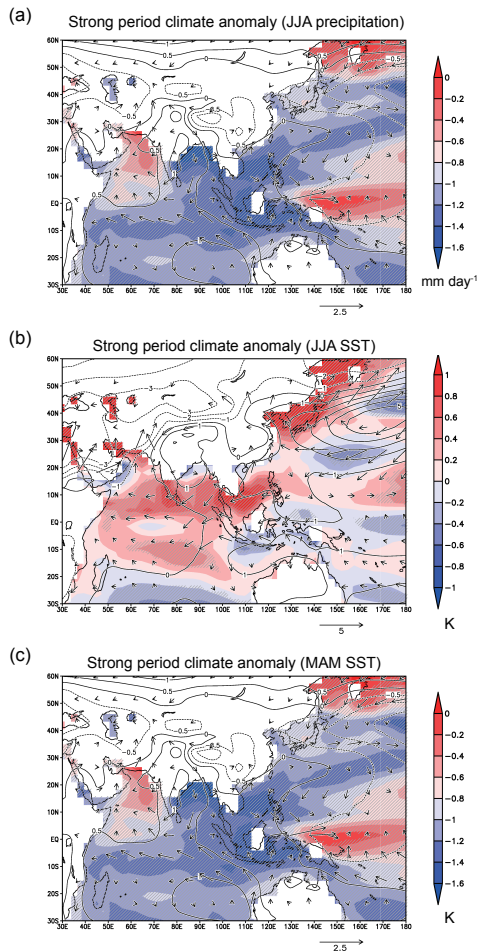 (a)
Strong period climate anomaly (JJA precipitation)
60N
50N
40N
30N
20N
10N
EQ
10S
20S
30S
30E 40E 50E 60E 70E 80E 90E 100E 110E 120E 130E 140E 150E 160E 170E 180
2.5
0
−0.2
−0.4
−0.6
−0.8
−1
−1.2
−1.4
−1.6
mm day-1
(b)
Strong period climate anomaly (JJA SST)
60N
50N
40N
30N
20N
10N
EQ
10S
20S
30S
30E 40E 50E 60E 70E 80E 90E 100E 110E 120E 130E 140E 150E 160E 170E 180
5
1
0.8
0.6
0.4
0.2
0
−0.2
−0.4
−0.6
−0.8
−1
K
(c)
Strong period climate anomaly (MAM SST)
60N
50N
40N
30N
20N
10N
EQ
10S
20S
30S
30E 40E 50E 60E 70E 80E 90E 100E 110E 120E 130E 140E 150E 160E 170E 180
2.5
0
−0.2
−0.4
−0.6
−0.8
−1
−1.2
−1.4
−1.6
K